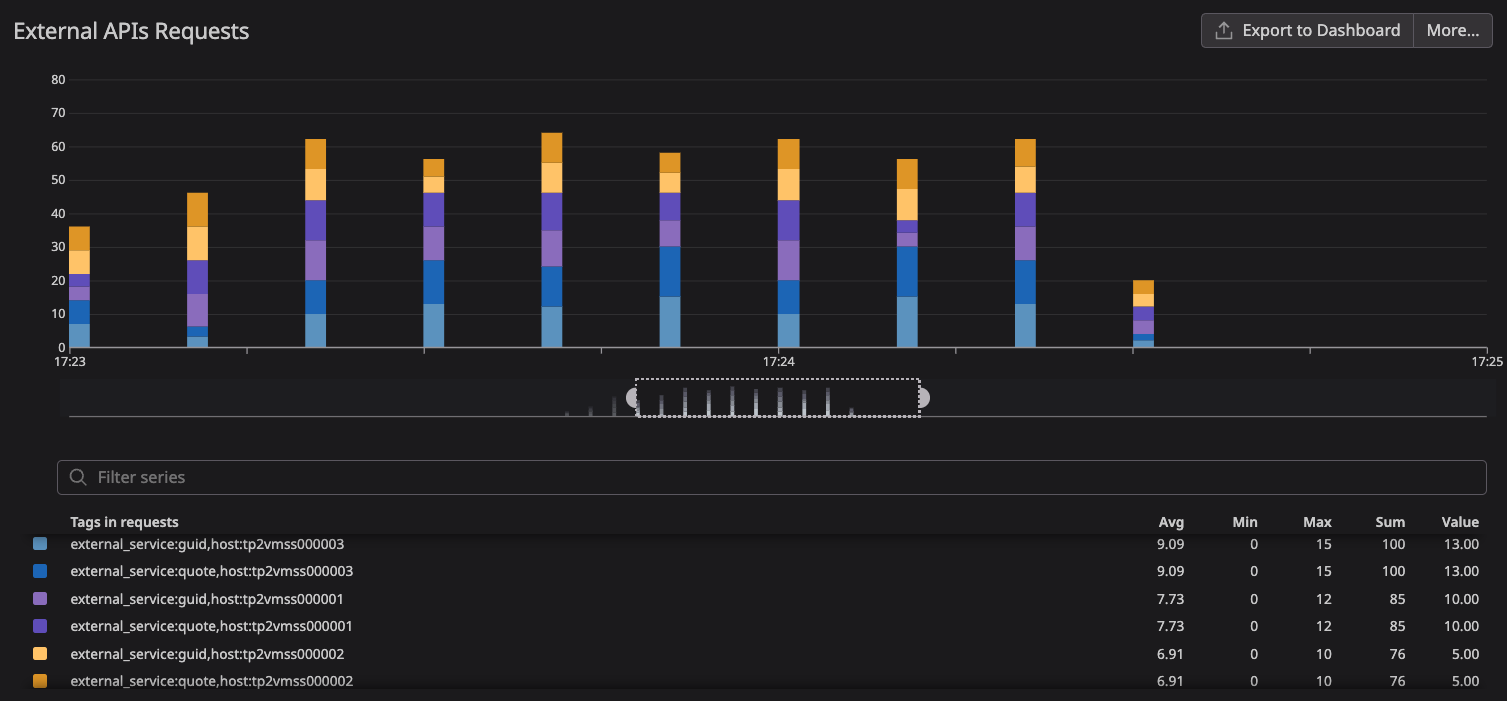 External APIs Requests
Export to Dashboard More...
80
70
60
50
40
30
20
10
0
17:23 17:24 17:25
Filter series
Tags in requests Avg Min Max Sum Value
external_service:guid,host:tp2vmss000003 9.09 0 15 100 13.00
external_service:quote,host:tp2vmss000003 9.09 0 15 100 13.00
external_service:guid,host:tp2vmss000001 7.73 0 12 85 10.00
external_service:quote,host:tp2vmss000001 7.73 0 12 85 10.00
external_service:guid,host:tp2vmss000002 6.91 0 10 76 5.00
external_service:quote,host:tp2vmss000002 6.91 0 10 76 5.00